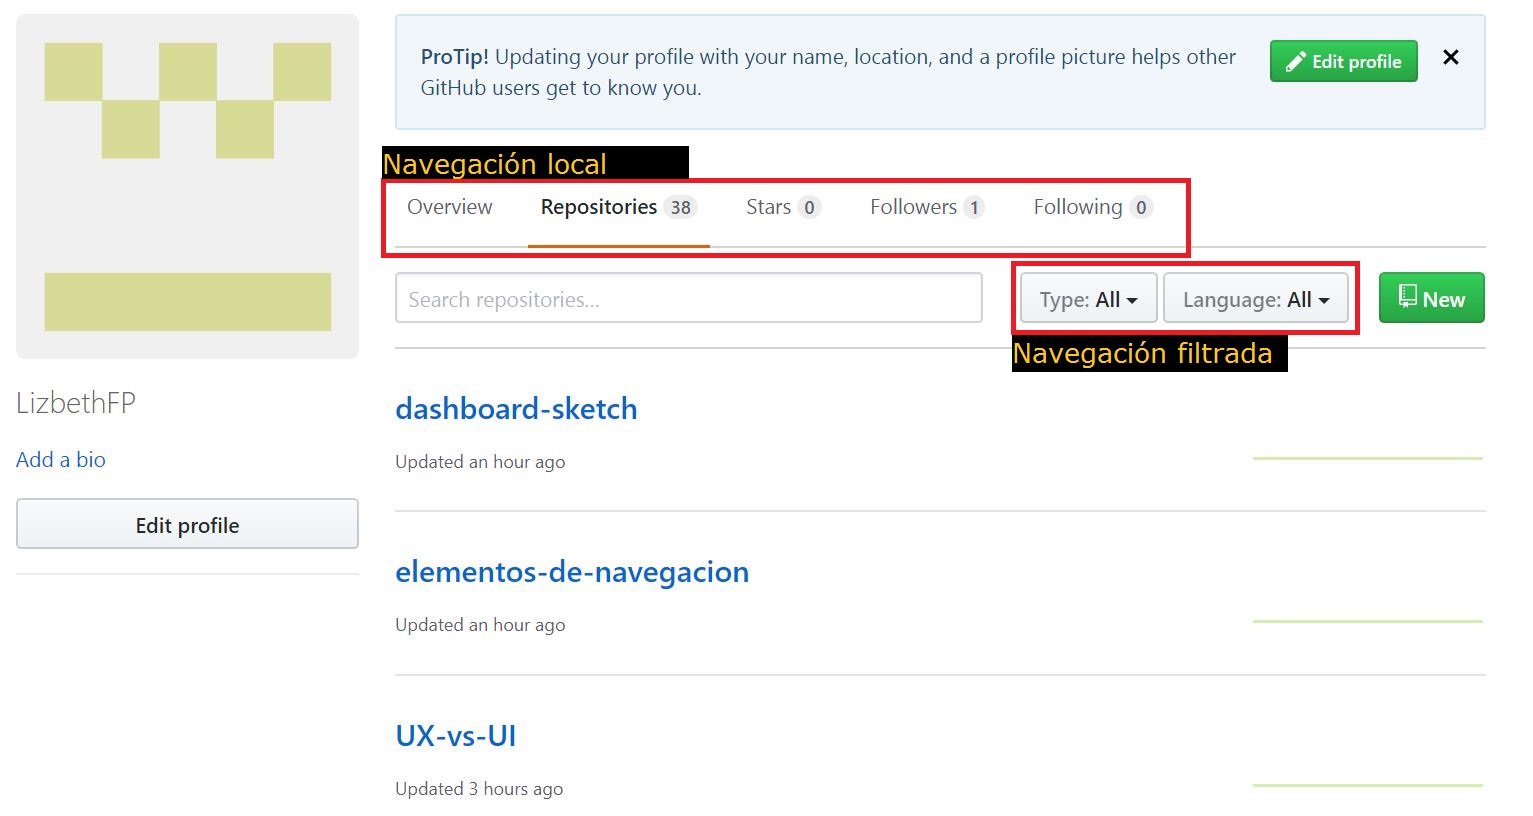 ProTip! Updating your profile with your name, location, and a profile picture helps other
GitHub users get to know you.
Edit profile
Navegación local
Overview Repositories 38 Stars 0 Followers 1 Following 0
Search repositories...
Type: All Language: All
New
Navegación filtrada
LizbethFP
Add a bio
Edit profile
dashboard-sketch
Updated an hour ago
elementos-de-navegacion
Updated an hour ago
UX-vs-UI
Updated 3 hours ago